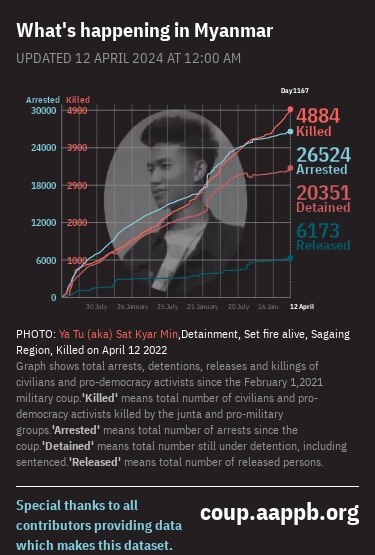 What's happening in Myanmar
UPDATED 12 APRIL 2024 AT 12:00 AM
Day1167
Arrested Killed
30000 4900
24000 3900
18000 2900
12000 2000
6000 1000
0
4884
Killed
26524
Arrested
20351
Detained
6173
Released
30 July 26 January 25 July 21 January 20 July 16 Jan. 12 April
PHOTO: Ya Tu (aka) Sat Kyar Min,Detainment, Set fire alive, Sagaing
Region, Killed on April 12 2022
Graph shows total arrests, detentions, releases and killings of
civilians and pro-democracy activists since the February 1,2021
military coup.'Killed' means total number of civilians and pro-
democracy activists killed by the junta and pro-military
groups.'Arrested' means total number of arrests since the
coup.'Detained' means total number still under detention, including
sentenced.'Released' means total number of released persons.
Special thanks to all
contributors providing data
which makes this dataset.
coup.aappb.org